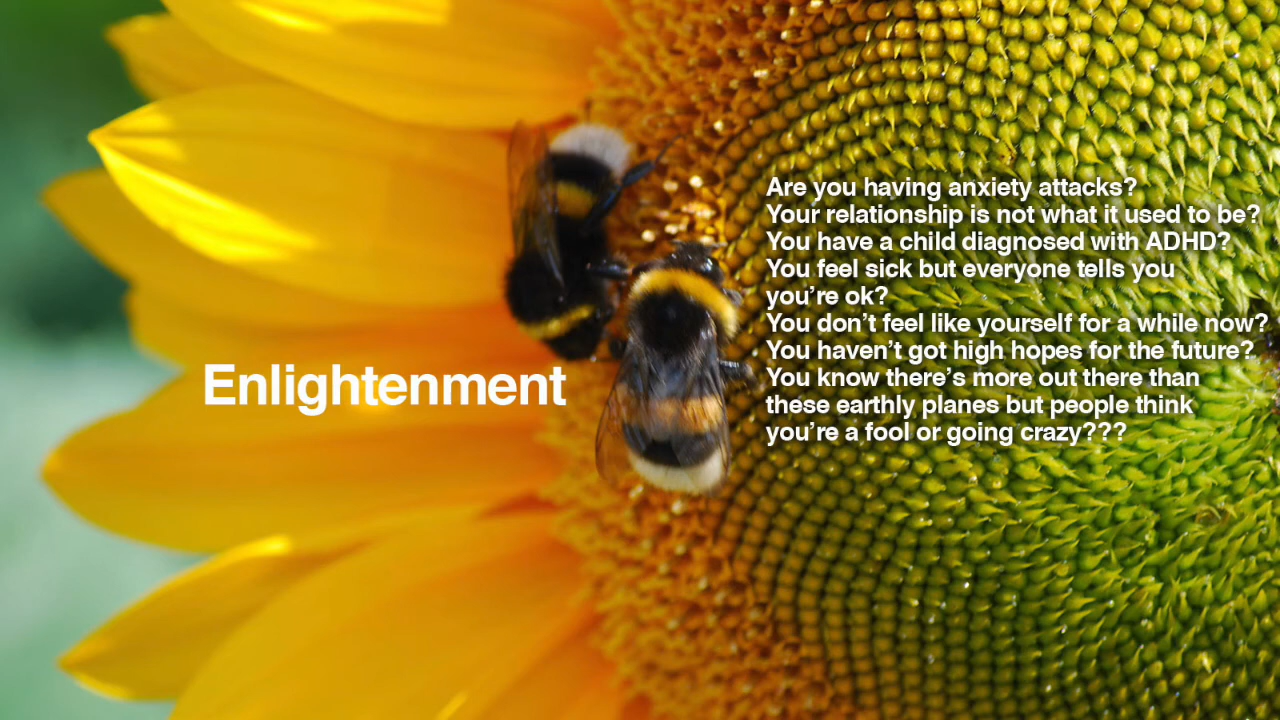 Enlightenment
Are you having anxiety attacks?
Your relationship is not what it used to be?
You have a child diagnosed with ADHD?
You feel sick but everyone tells you
you’re ok?
You don’t feel like yourself for a while now?
You haven’t got high hopes for the future?
You know there’s more out there than
these earthly planes but people think
you’re a fool or going crazy???